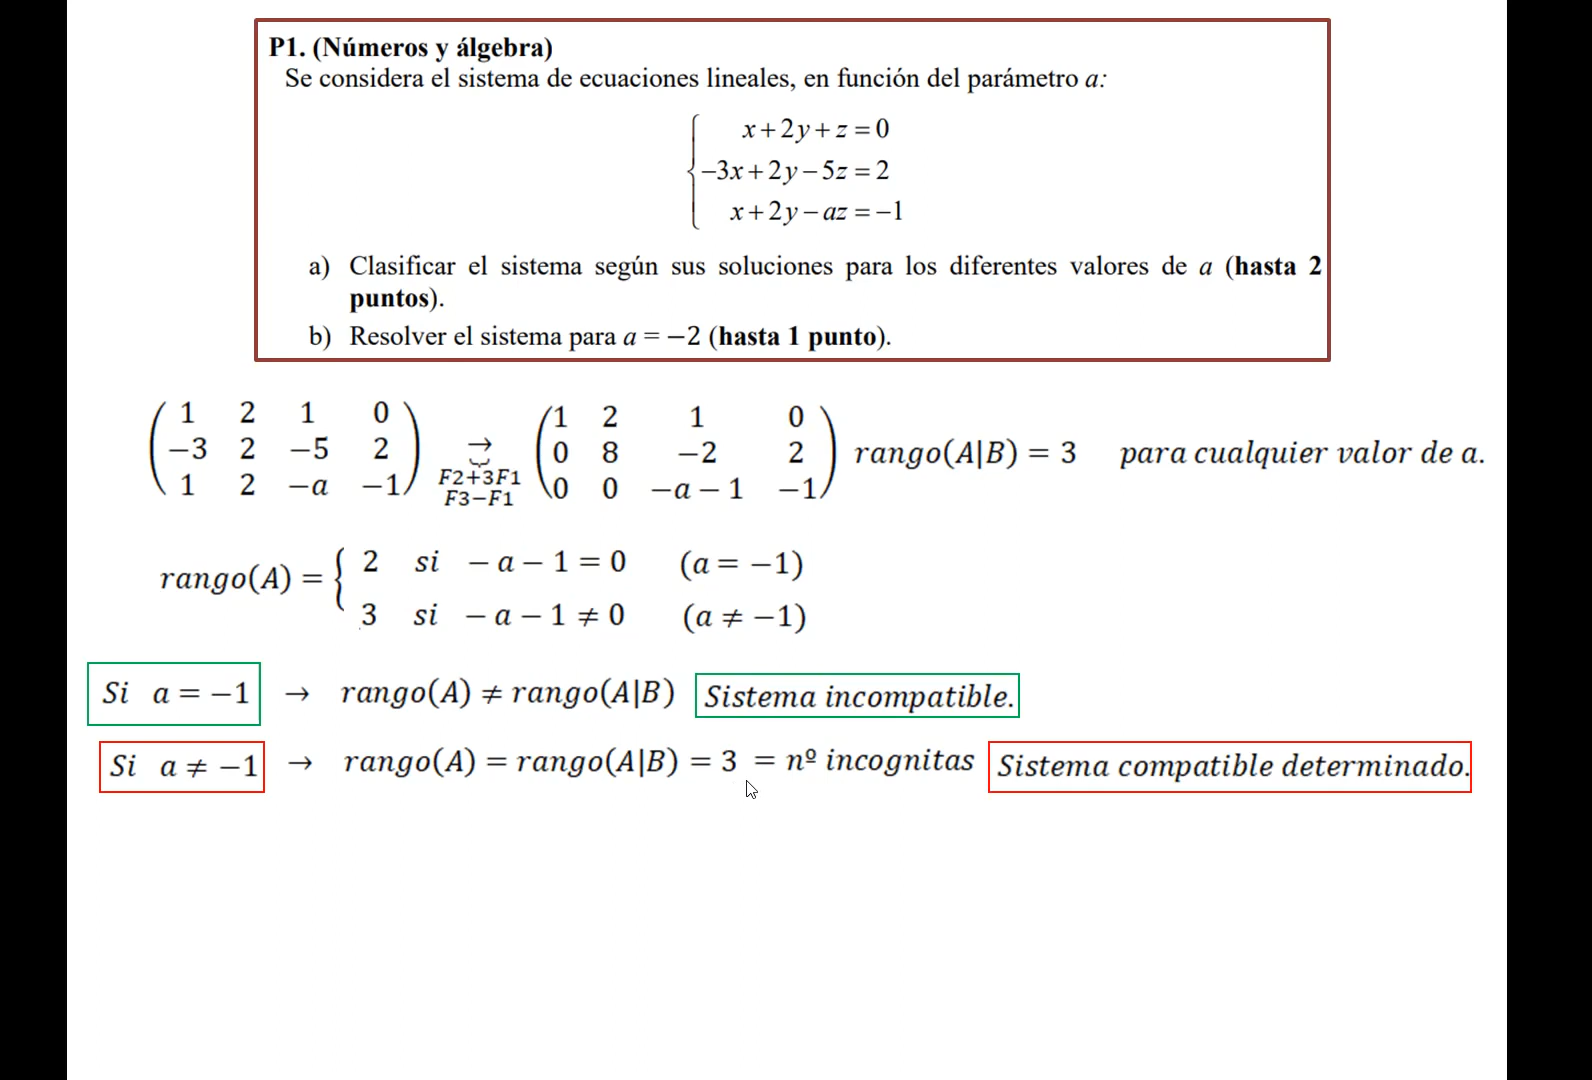 P1. (Números y álgebra)
Se considera el sistema de ecuaciones lineales, en función del parámetro a:
x+2y+z=0
−3x+2y−5z=2
x+2y−az=−1
a) Clasificar el sistema según sus soluciones para los diferentes valores de a (hasta 2
puntos).
b) Resolver el sistema para a = −2 (hasta 1 punto).
1 2 1 0
−3 2 −5 2
1 2 −a −1
→
F2+3F1
F3−F1
1 2 1 0
0 8 −2 2
0 0 −a − 1 −1
rango(A|B) = 3 para cualquier valor de a.
rango(A) = { 2 si − a − 1 = 0 (a = −1)
3 si − a − 1 ≠ 0 (a ≠ −1)
Si a = −1 → rango(A) ≠ rango(A|B) Sistema incompatible.
Si a ≠ −1 → rango(A) = rango(A|B) = 3 = nº incognitas Sistema compatible determinado.